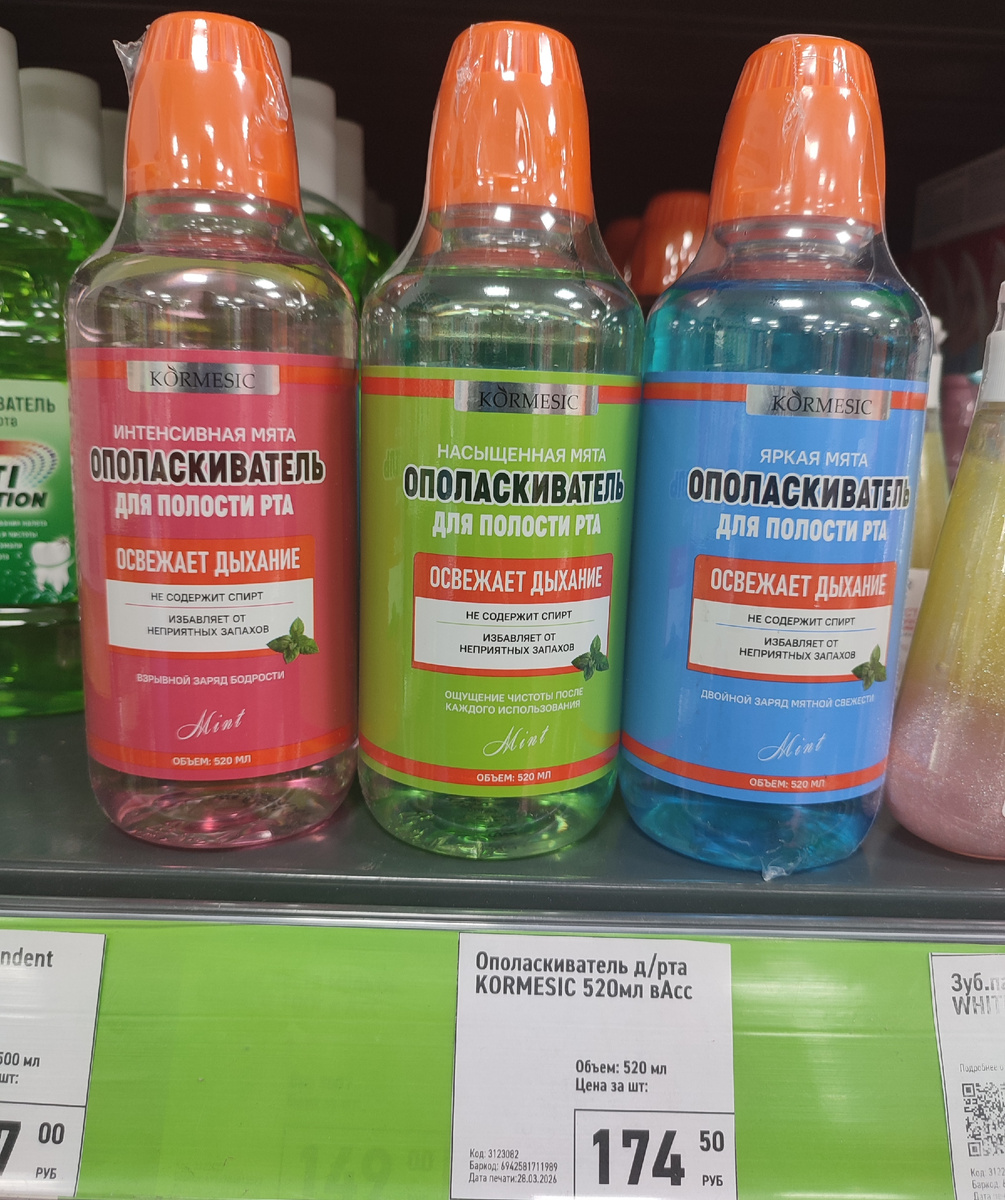 KORMESIC
ИНТЕНСИВНАЯ МЯТА
ОПОЛАСКИВАТЕЛЬ
ДЛЯ ПОЛОСТИ РТА
ОСВЕЖАЕТ ДЫХАНИЕ
НЕ СОДЕРЖИТ СПИРТ
ИЗБАВЛЯЕТ ОТ
НЕПРИЯТНЫХ ЗАПАХОВ
ВЗРЫВНОЙ ЗАРЯД БОДРОСТИ
Mint
ОБЪЕМ: 520 МЛ
KORMESIC
НАСЫЩЕННАЯ МЯТА
ОПОЛАСКИВАТЕЛЬ
ДЛЯ ПОЛОСТИ РТА
ОСВЕЖАЕТ ДЫХАНИЕ
НЕ СОДЕРЖИТ СПИРТ
ИЗБАВЛЯЕТ ОТ
НЕПРИЯТНЫХ ЗАПАХОВ
ОЩУЩЕНИЕ ЧИСТОТЫ ПОСЛЕ
КАЖДОГО ИСПОЛЬЗОВАНИЯ
Mint
ОБЪЕМ: 520 МЛ
KORMESIC
ЯРКАЯ МЯТА
ОПОЛАСКИВАТЕЛЬ
ДЛЯ ПОЛОСТИ РТА
ОСВЕЖАЕТ ДЫХАНИЕ
НЕ СОДЕРЖИТ СПИРТ
ИЗБАВЛЯЕТ ОТ
НЕПРИЯТНЫХ ЗАПАХОВ
ДВОЙНОЙ ЗАРЯД МЯТНОЙ СВЕЖЕСТИ
Mint
ОБЪЕМ: 520 МЛ
ndent
500 мл
шт:
7 00
РУБ
Ополаскиватель д/рта
KORMESIC 520мл вАсс
Объем: 520 мл
Цена за шт:
Код: 3123082
Баркод: 6942581711989
Дата печати:28.03.2026
174 50
РУБ
Зуб.па
WHIT